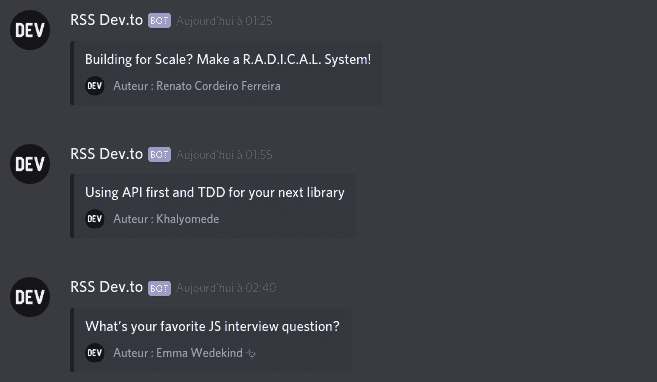 DEV RSS Dev.to BOT Aujourd'hui à 01:25
Building for Scale? Make a R.A.D.I.C.A.L. System!
DEV Auteur : Renato Cordeiro Ferreira
DEV RSS Dev.to BOT Aujourd'hui à 01:55
Using API first and TDD for your next library
DEV Auteur : Khalyomede
DEV RSS Dev.to BOT Aujourd'hui à 02:40
What's your favorite JS interview question?
DEV Auteur : Emma Wedekind ✨